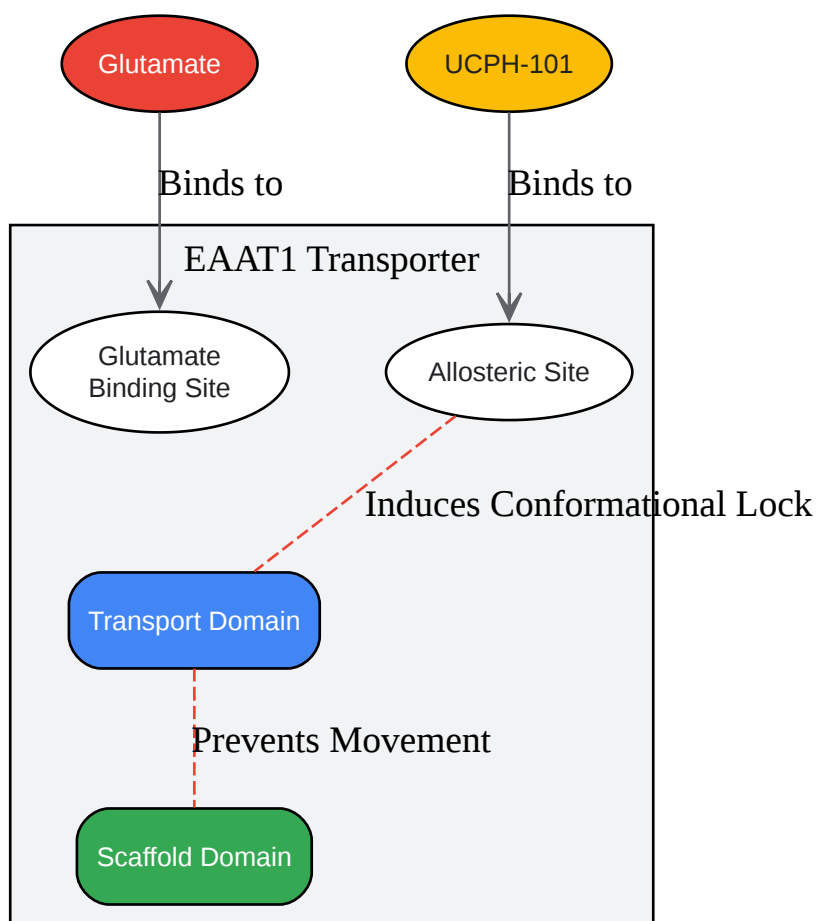 Glutamate
UCPH-101
Binds to
Binds to
EAAT1 Transporter
Glutamate
Binding Site
Allosteric Site
Induces Conformational Lock
Transport Domain
Prevents Movement
Scaffold Domain